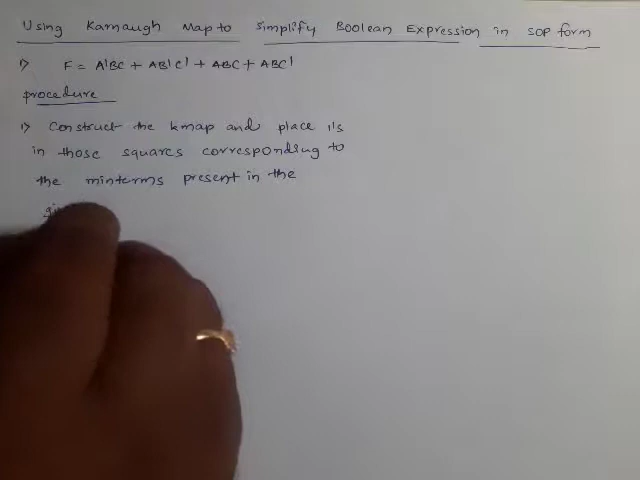 Using Karnaugh Map to Simplify Boolean Expression in SOP form
1) F = A'BC + AB'C' + ABC + ABC'
procedure
1) Construct the kmap and place 1's
in those squares corresponding to
the minterms present in the